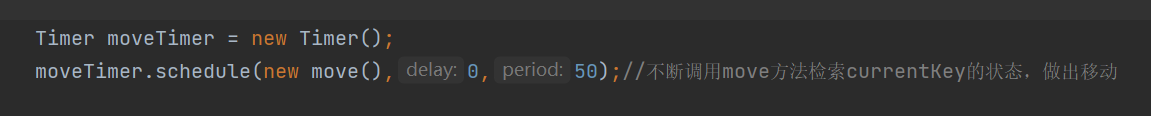 Timer moveTimer = new Timer();
moveTimer.schedule(new move(), delay: 0, period: 50);//不断调用move方法检索currentKey的状态，做出移动